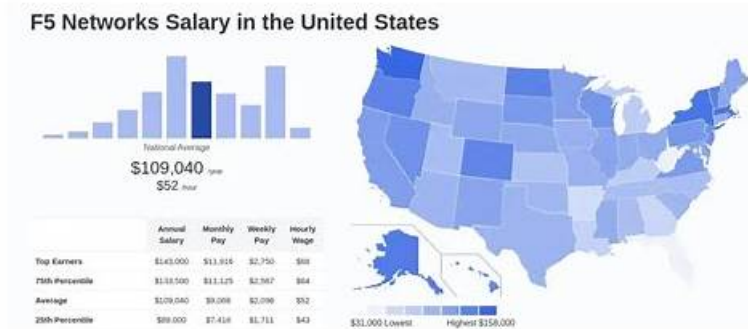 F5 Networks Salary in the United States
National Average
$109,040 /year
$52 /hour
Annual Salary Monthly Pay Weekly Pay Hourly Wage
Top Earners $143,000 $11,916 $2,750 $69
75th Percentile $133,500 $11,125 $2,567 $64
Average $109,040 $9,086 $2,096 $52
25th Percentile $89,000 $7,416 $1,711 $43
$31,000 Lowest Highest $158,000